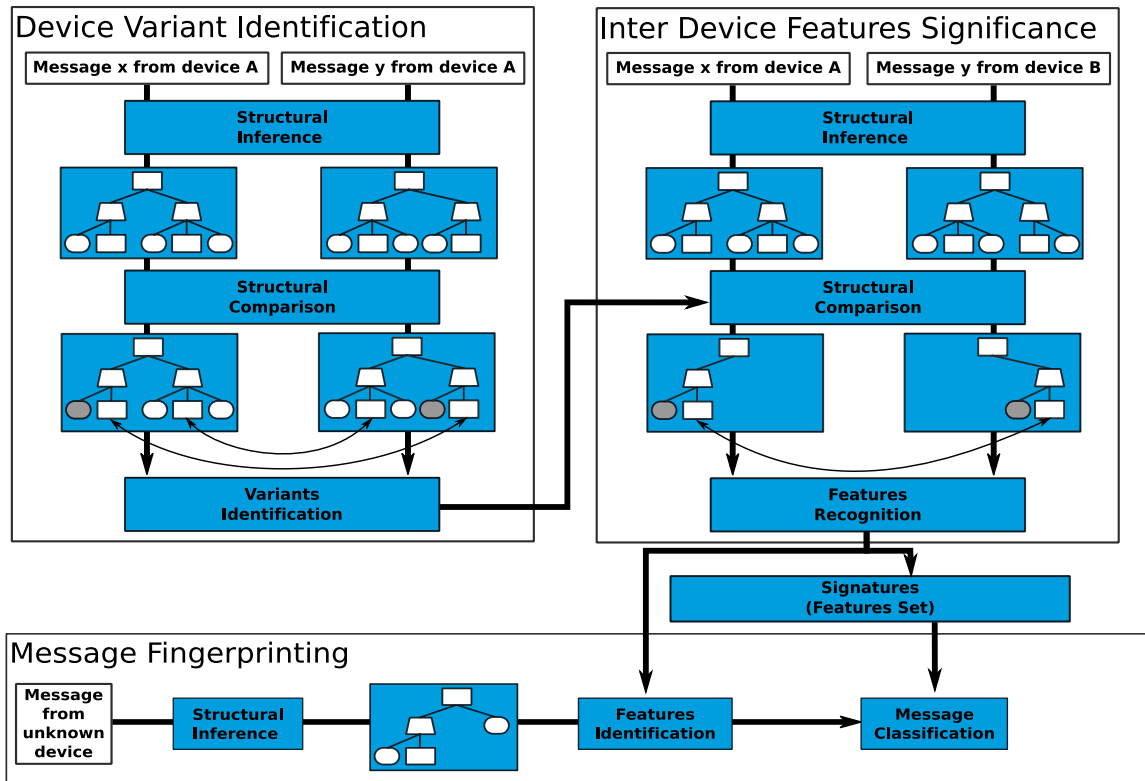 Device Variant Identification
Message x from device A
Message y from device A
Structural
Inference
Structural
Comparison
Variants
Identification
Inter Device Features Significance
Message x from device A
Message y from device B
Structural
Inference
Structural
Comparison
Features
Recognition
Signatures
(Features Set)
Message Fingerprinting
Message
from
unknown
device
Structural
Inference
Features
Identification
Message
Classification